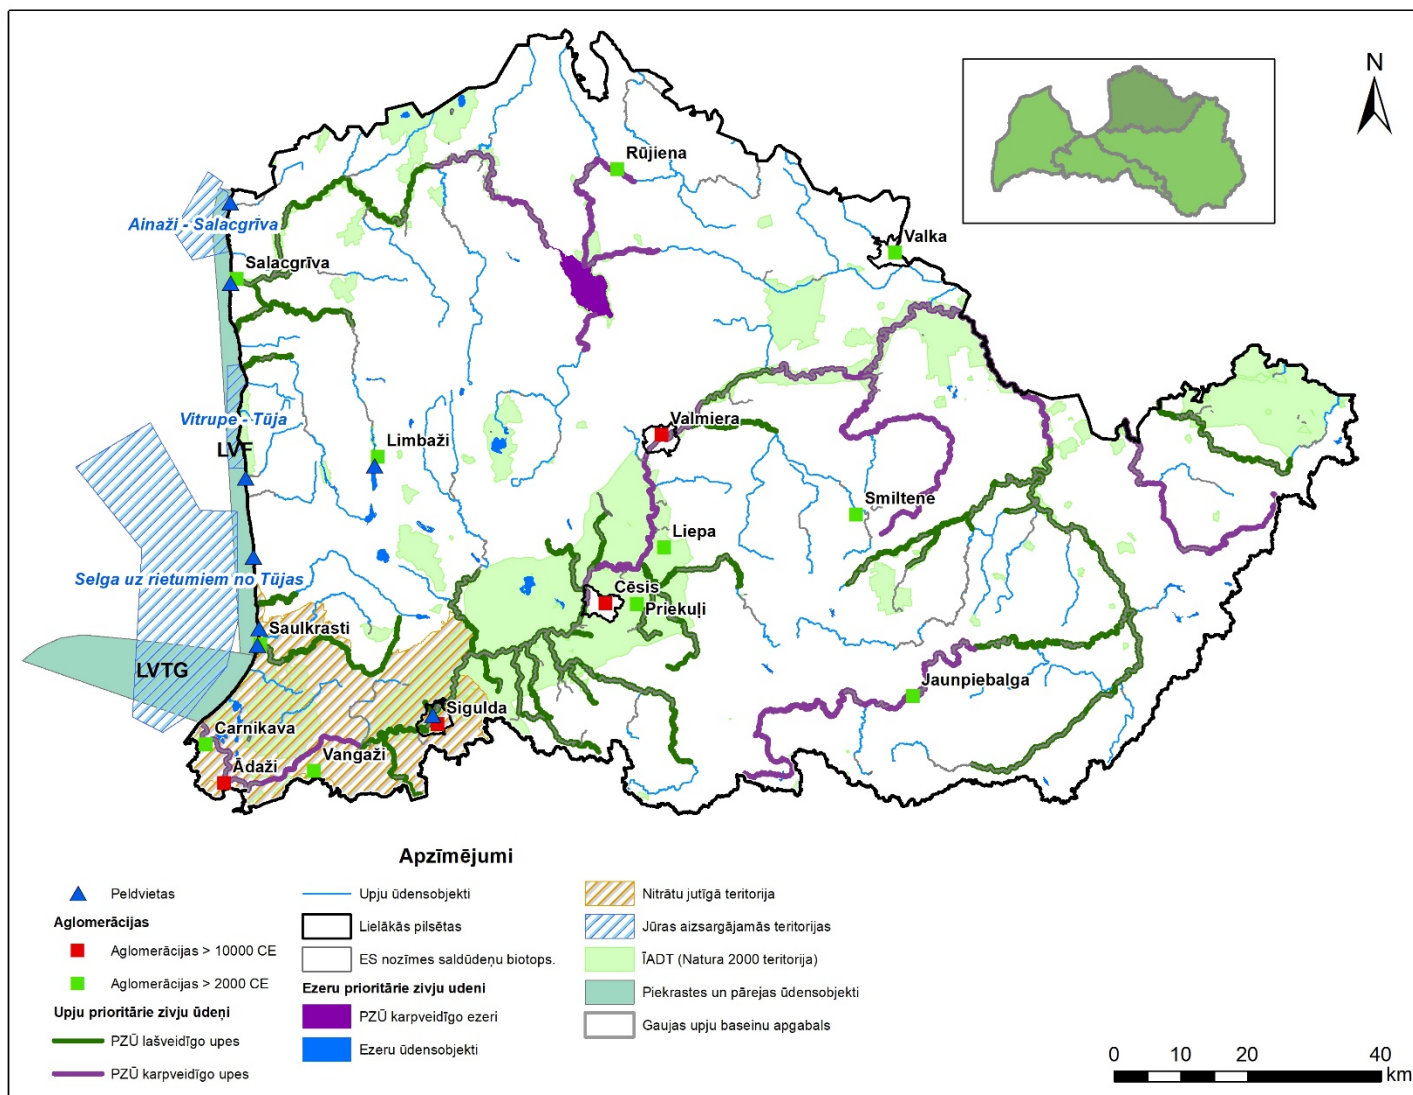 N
Rūjiena
Ainaži - Salacgrīva
Valka
Salacgrīva
Vitrupe - Tūja
LVF
Limbaži
Valmiera
Smiltene
Liepa
Selga uz rietumiem no Tūjas
Cēsis
Priekuļi
Saulkrasti
LVTG
Jaunpiebalga
Sigulda
Carnikava
Vangaži
Ādaži
Apzīmējumi
Peldvietas
Aglomerācijas
Aglomerācijas > 10000 CE
Aglomerācijas > 2000 CE
Upju prioritārie zivju ūdeņi
PZŪ lašveidīgo upes
PZŪ karpveidīgo upes
Upju ūdensobjekti
Lielākās pilsētas
ES nozīmes saldūdeņu biotops.
Ezeru prioritārie zivju udeni
PZŪ karpveidīgo ezeri
Ezeru ūdensobjekti
Nitrātu jutīgā teritorija
Jūras aizsargājamās teritorijas
ĪADT (Natura 2000 teritorija)
Piekrastes un pārejas ūdensobjekti
Gaujas upju baseinu apgabals
0 10 20 40
km